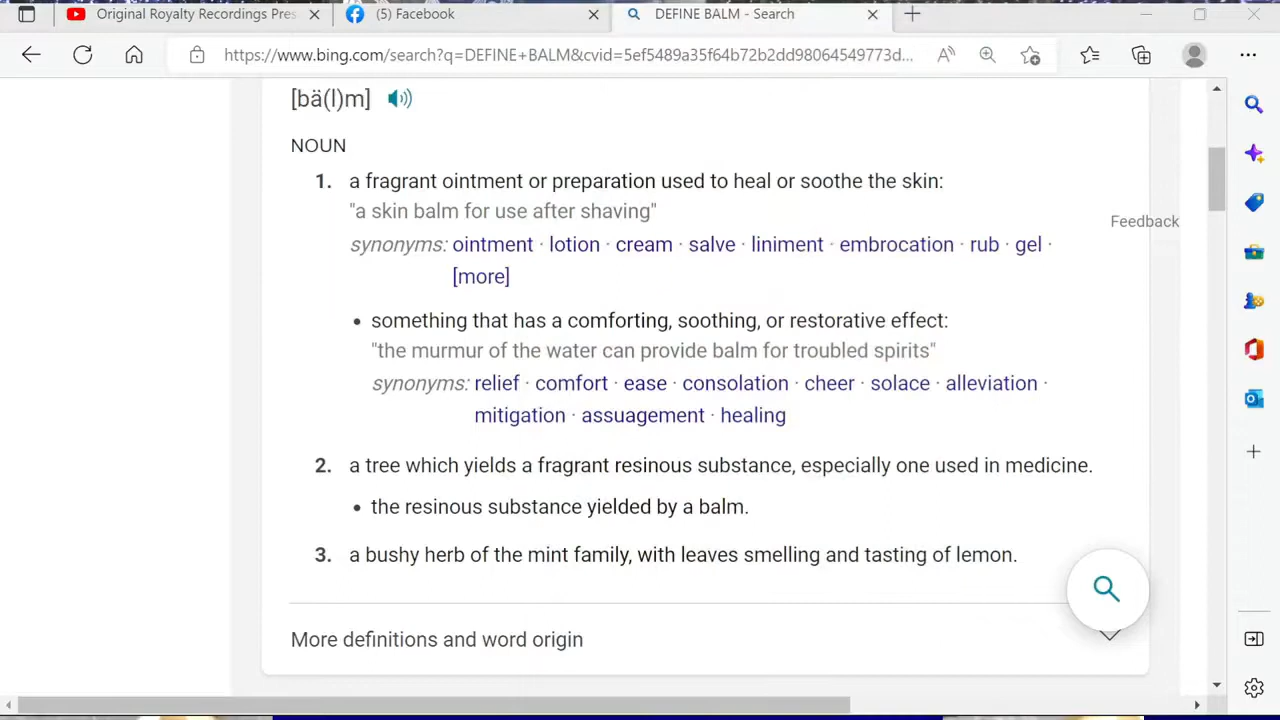 Original Royalty Recordings Pres
(5) Facebook
DEFINE BALM - Search
https://www.bing.com/search?q=DEFINE+BALM&cvid=5ef5489a35f64b72b2dd98064549773d...
[bä(l)m]
NOUN
1. a fragrant ointment or preparation used to heal or soothe the skin:
"a skin balm for use after shaving"
Feedback
synonyms: ointment · lotion · cream · salve · liniment · embrocation · rub · gel ·
[more]
• something that has a comforting, soothing, or restorative effect:
"the murmur of the water can provide balm for troubled spirits"
synonyms: relief · comfort · ease · consolation · cheer · solace · alleviation ·
mitigation · assuagement · healing
2. a tree which yields a fragrant resinous substance, especially one used in medicine.
• the resinous substance yielded by a balm.
3. a bushy herb of the mint family, with leaves smelling and tasting of lemon.
More definitions and word origin